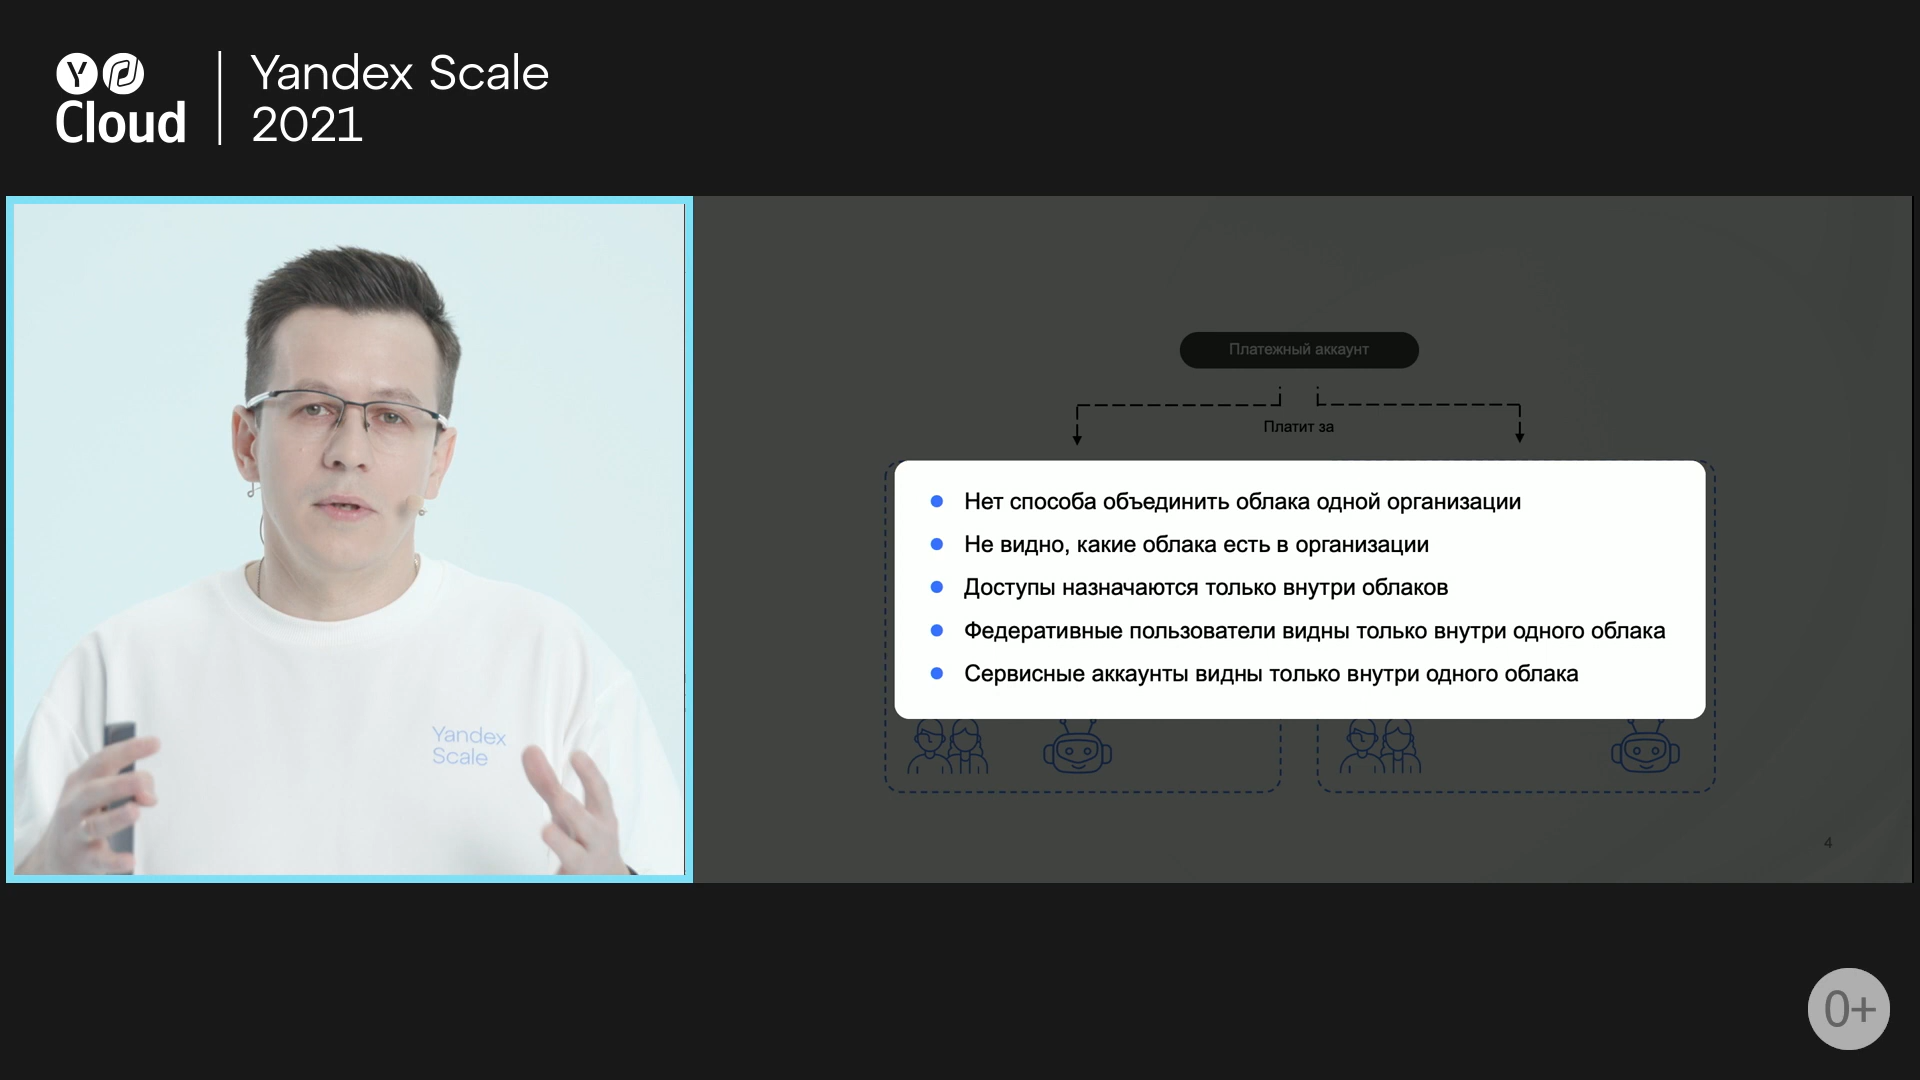 Cloud
Yandex Scale
2021
Платежный аккаунт
Платит за
Нет способа объединить облака одной организации
Не видно, какие облака есть в организации
Доступы назначаются только внутри облаков
Федеративные пользователи видны только внутри одного облака
Сервисные аккаунты видны только внутри одного облака
Yandex
Scale
4
0+